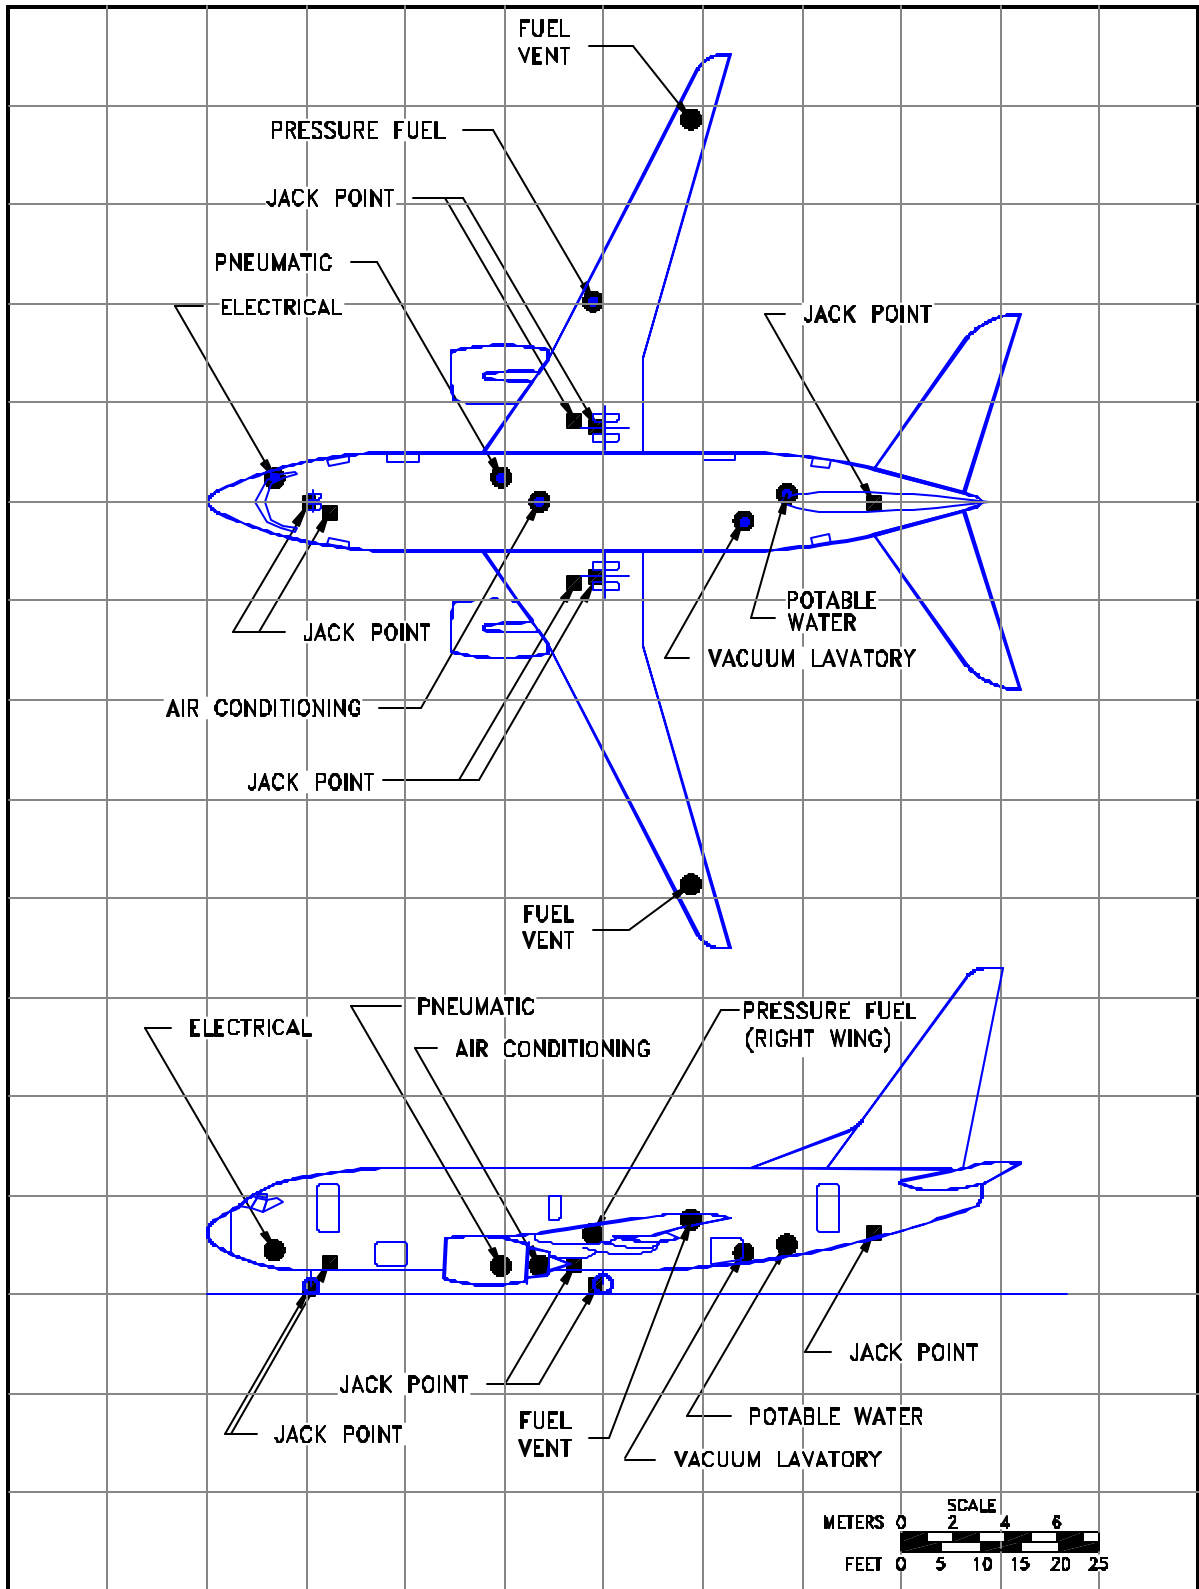 FUEL
VENT
PRESSURE FUEL
JACK POINT
PNEUMATIC
ELECTRICAL
JACK POINT
POTABLE
WATER
JACK POINT
VACUUM LAVATORY
AIR CONDITIONING
JACK POINT
FUEL
VENT
PNEUMATIC
PRESSURE FUEL
(RIGHT WING)
ELECTRICAL
AIR CONDITIONING
JACK POINT
JACK POINT
FUEL
VENT
POTABLE WATER
JACK POINT
VACUUM LAVATORY
SCALE
METERS 0 2 4 6
FEET 0 5 10 15 20 25